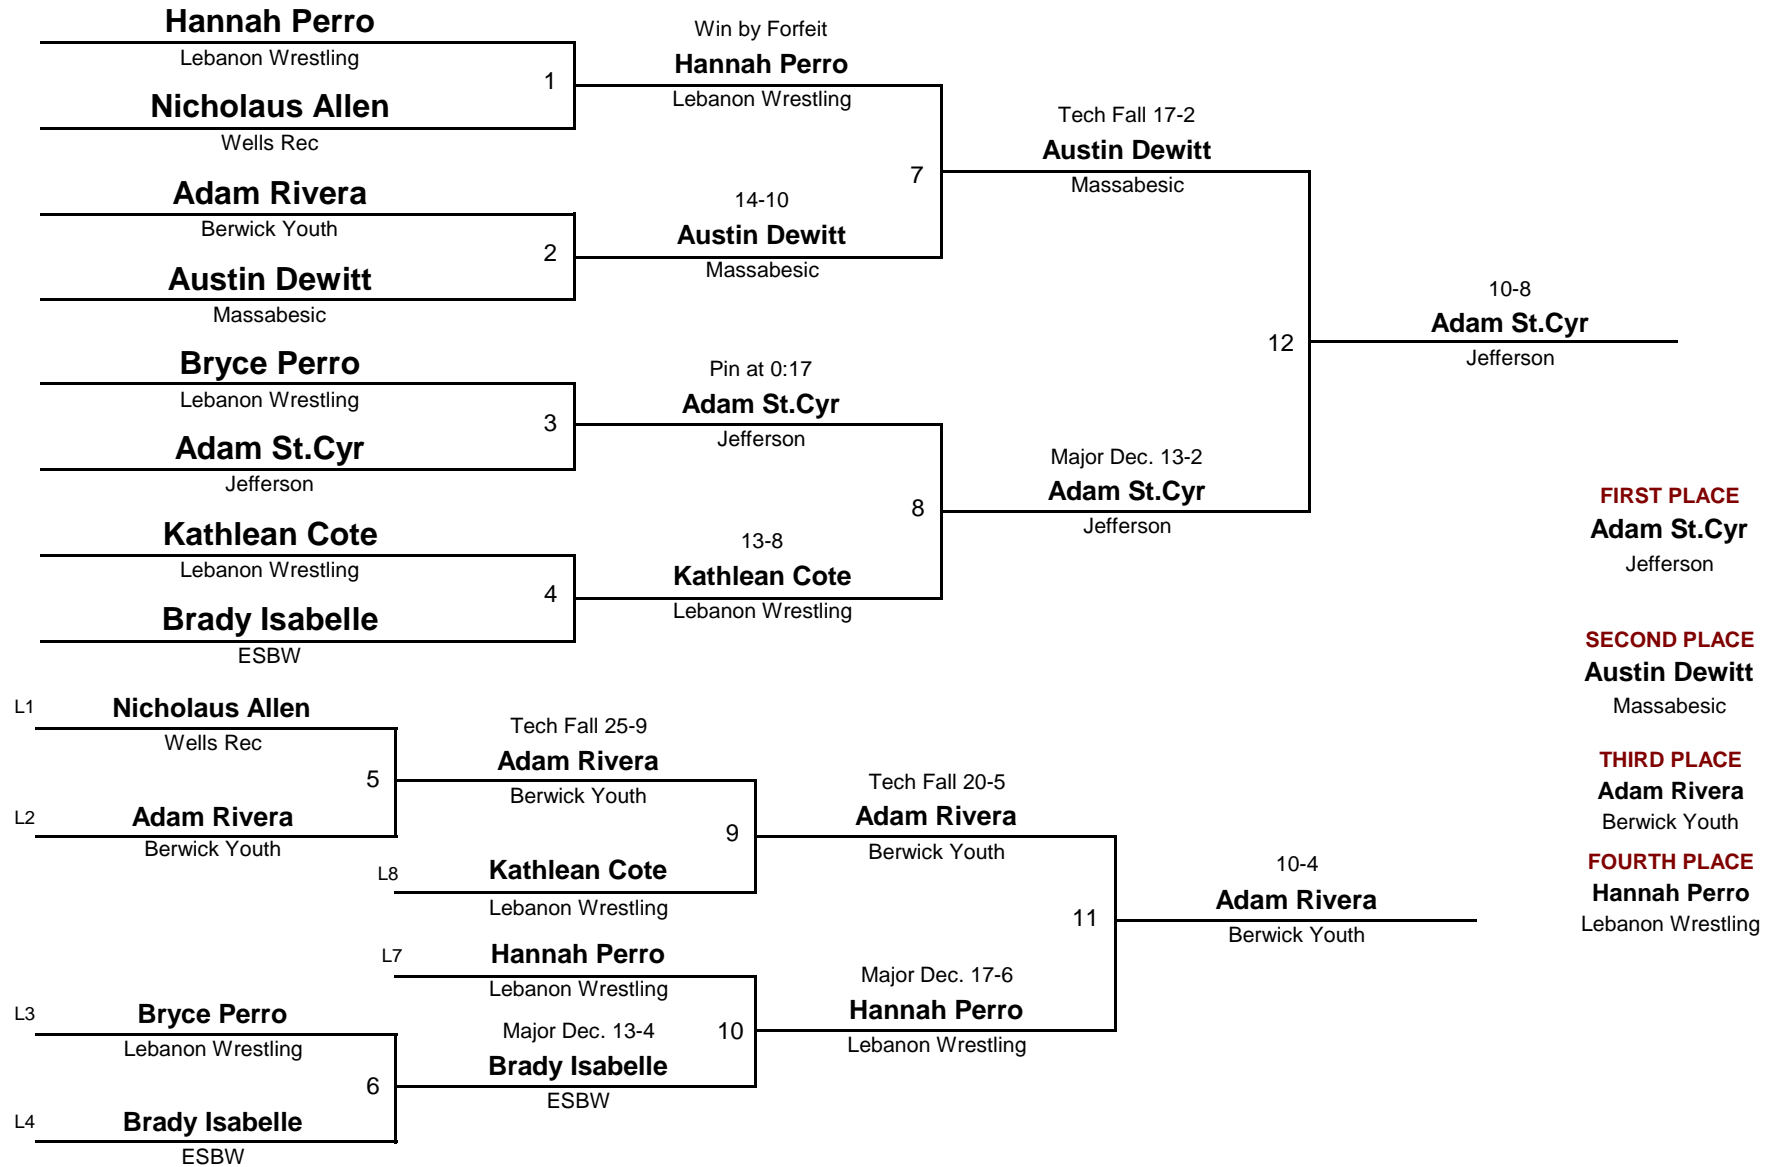 Hannah Perro
Lebanon Wrestling
1
Nicholaus Allen
Wells Rec
Adam Rivera
Berwick Youth
2
Austin Dewitt
Massabesic
Bryce Perro
Lebanon Wrestling
3
Adam St.Cyr
Jefferson
Kathlean Cote
Lebanon Wrestling
4
Brady Isabelle
ESBW
Win by Forfeit
Hannah Perro
Lebanon Wrestling
7
14-10
Austin Dewitt
Massabesic
Pin at 0:17
Adam St.Cyr
Jefferson
8
13-8
Kathlean Cote
Lebanon Wrestling
Tech Fall 17-2
Austin Dewitt
Massabesic
12
Major Dec. 13-2
Adam St.Cyr
Jefferson
10-8
Adam St.Cyr
Jefferson
FIRST PLACE
Adam St.Cyr
Jefferson
SECOND PLACE
Austin Dewitt
Massabesic
THIRD PLACE
Adam Rivera
Berwick Youth
FOURTH PLACE
Hannah Perro
Lebanon Wrestling
L1
Nicholaus Allen
Wells Rec
5
L2
Adam Rivera
Berwick Youth
Tech Fall 25-9
Adam Rivera
Berwick Youth
9
L8
Kathlean Cote
Lebanon Wrestling
L7
Hannah Perro
Lebanon Wrestling
10
L3
Bryce Perro
Lebanon Wrestling
6
L4
Brady Isabelle
ESBW
Major Dec. 13-4
Brady Isabelle
ESBW
Tech Fall 20-5
Adam Rivera
Berwick Youth
11
Major Dec. 17-6
Hannah Perro
Lebanon Wrestling
10-4
Adam Rivera
Berwick Youth